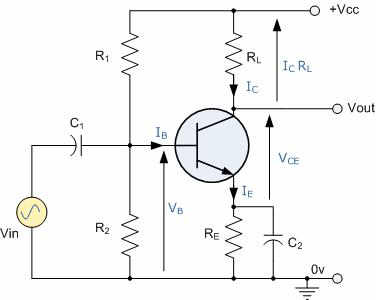 +Vcc
R1
RL
IC RL
IC
Vout
C1
IB
VCE
VB
IE
Vin
R2
RE
C2
0v